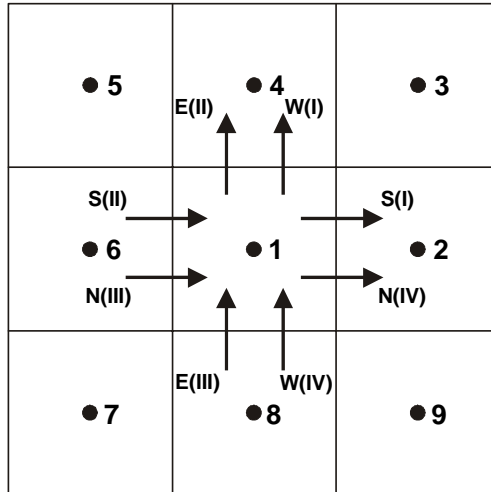 5 4 3
E(II) W(I)
S(II) S(I)
6 1 2
N(III) N(IV)
E(III) W(IV)
7 8 9